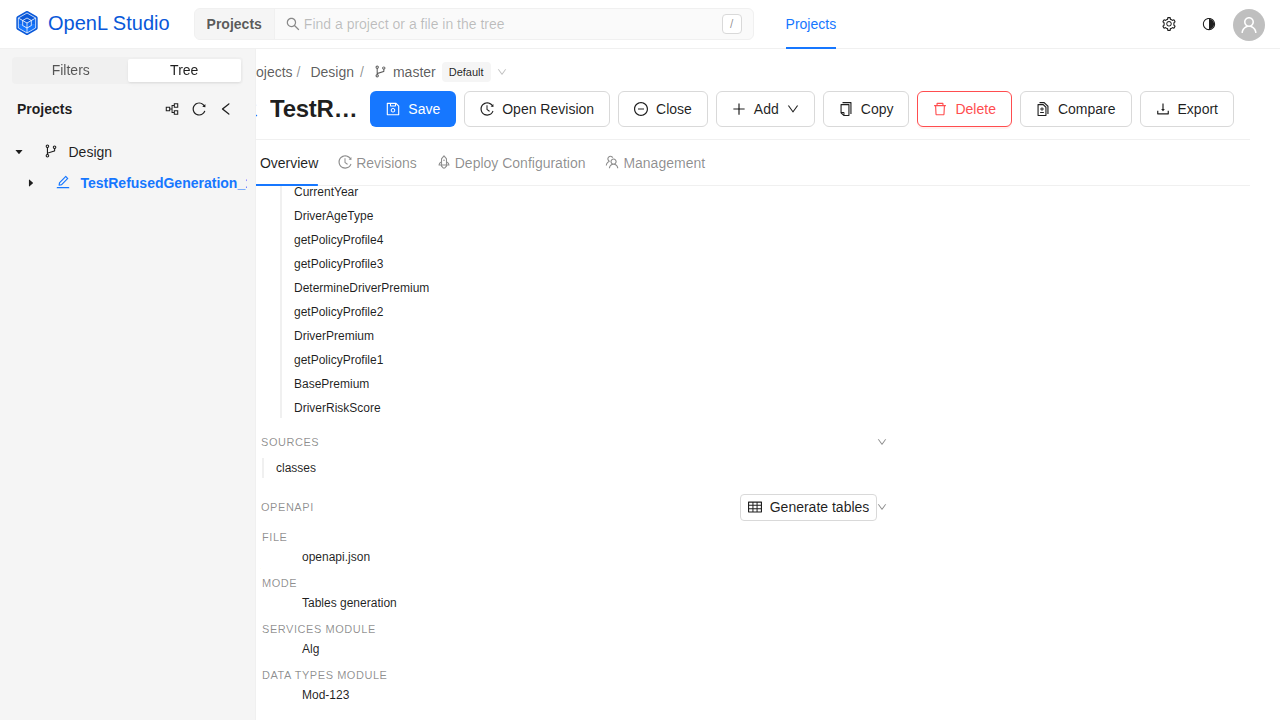 OpenL Studio
Projects
Find a project or a file in the tree
/
Projects
Filters
Tree
Projects
Design
TestRefusedGeneration_
ojects / Design / master Default
TestR...
Save
Open Revision
Close
Add
Copy
Delete
Compare
Export
Overview
Revisions
Deploy Configuration
Management
CurrentYear
DriverAgeType
getPolicyProfile4
getPolicyProfile3
DetermineDriverPremium
getPolicyProfile2
DriverPremium
getPolicyProfile1
BasePremium
DriverRiskScore
SOURCES
classes
OPENAPI
Generate tables
FILE
openapi.json
MODE
Tables generation
SERVICES MODULE
Alg
DATA TYPES MODULE
Mod-123